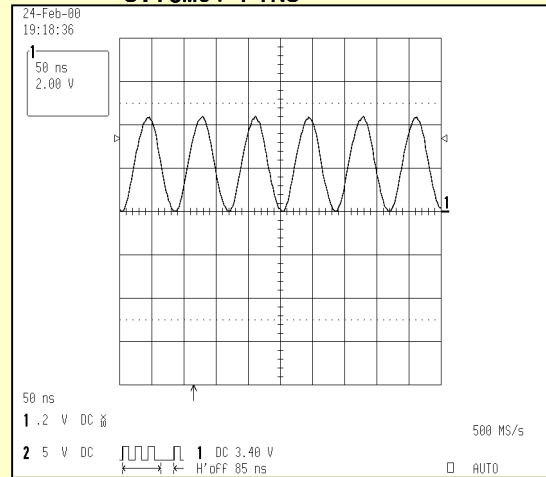 24-Feb-00
19:18:36
1
50 ns
2.00 V
1
50 ns
1 .2 V DC
2 5 V DC
1 DC 3.40 V
H'off 85 ns
500 MS/s
AUTO